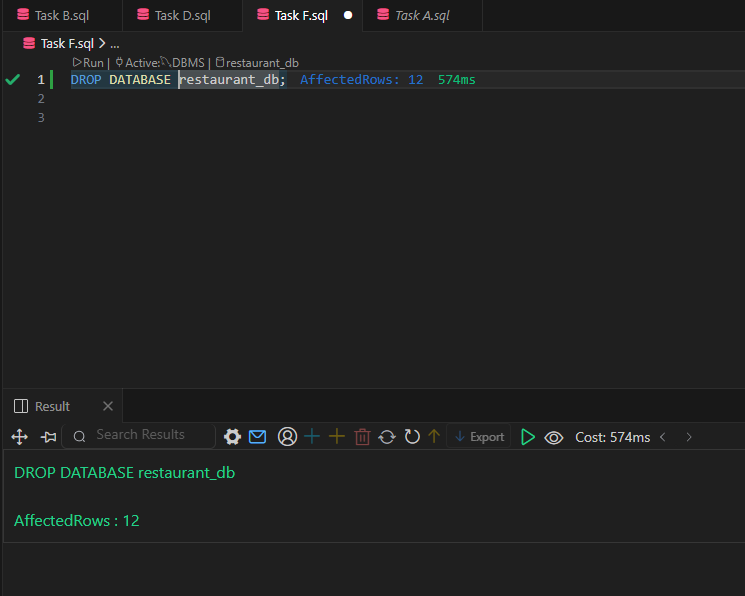 Task B.sql Task D.sql Task F.sql Task A.sql
Task F.sql > ...
Run | Active: DBMS | restaurant_db
1 DROP DATABASE restaurant_db; AffectedRows: 12 574ms
2
3
Result
Search Results Export Cost: 574ms
DROP DATABASE restaurant_db
AffectedRows : 12